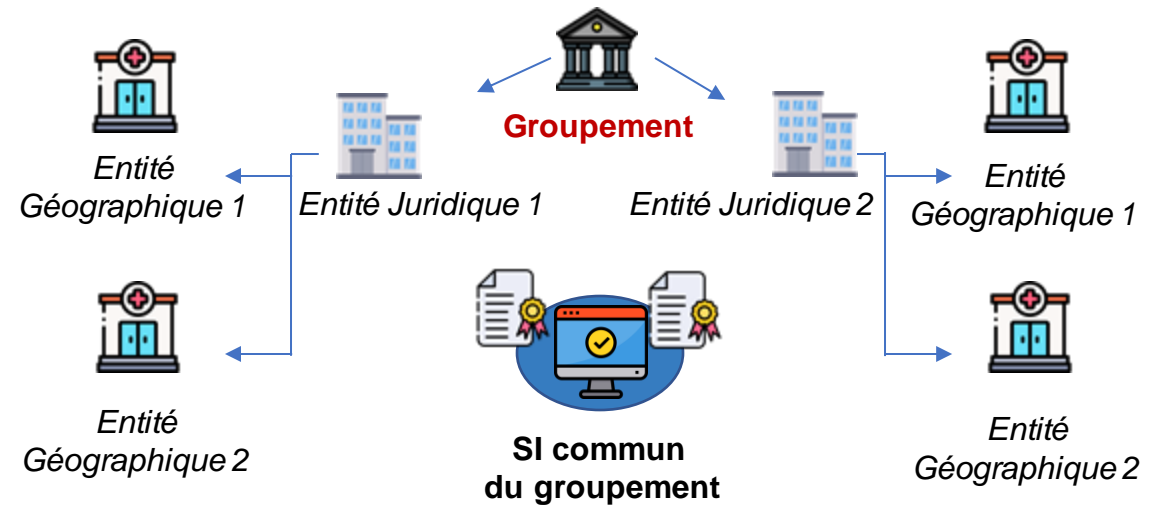 Groupement
Entité
Géographique 1
Entité Juridique 1
Entité Juridique 2
Entité
Géographique 1
Entité
Géographique 2
SI commun
du groupement
Entité
Géographique 2